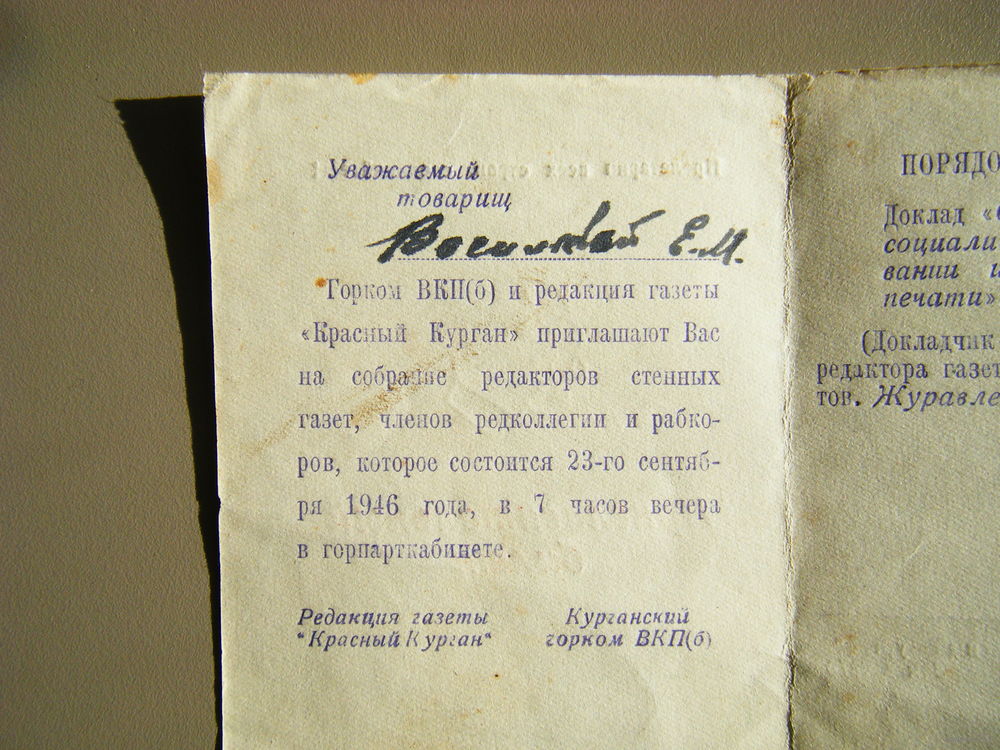 Уважаемый
товарищ
Е.М.
Горком ВКП(б) и редакция газеты
«Красный Курган» приглашают Вас
на собрание редакторов стенных
газет, членов редколлегии и рабко-
ров, которое состоится 23-го сентяб-
ря 1946 года, в 7 часов вечера
в горпарткабинете.
Редакция газеты
"Красный Курган"
Курганский
горком ВКП(б)
ПОРЯДО
Доклад «
социали
вании и
печати»
(Докладчик
редактора газет
тов. Журавле